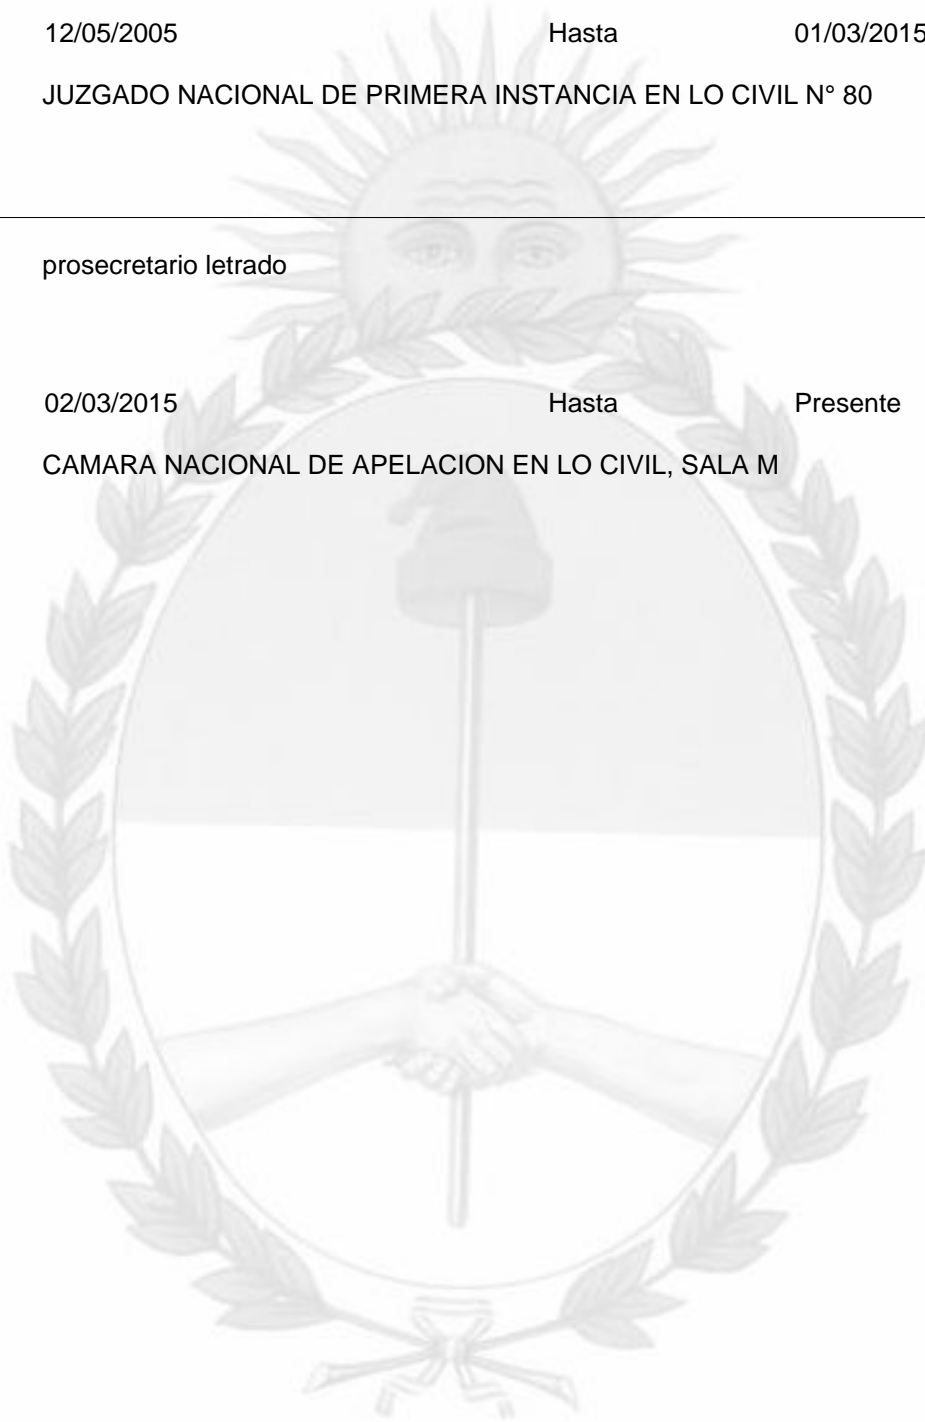 12/05/2005 Hasta 01/03/2015
JUZGADO NACIONAL DE PRIMERA INSTANCIA EN LO CIVIL N° 80
prosecretario letrado
02/03/2015 Hasta Presente
CAMARA NACIONAL DE APELACION EN LO CIVIL, SALA M